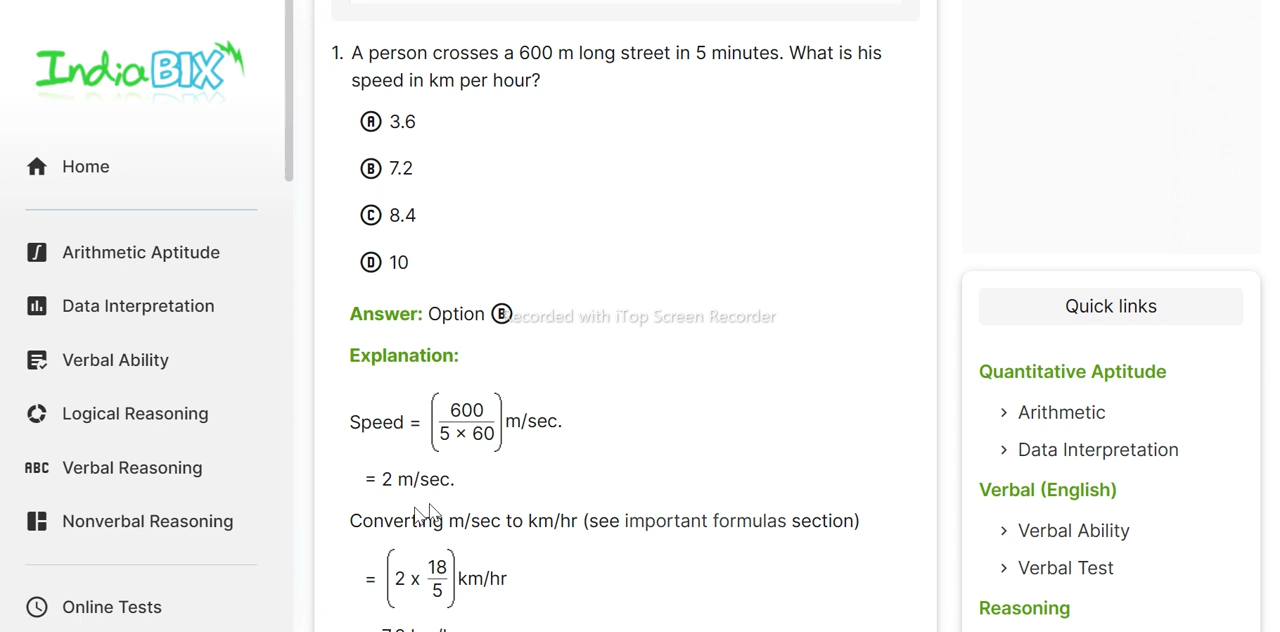 IndiaBIX
Home
Arithmetic Aptitude
Data Interpretation
Verbal Ability
Logical Reasoning
ABC Verbal Reasoning
Nonverbal Reasoning
Online Tests
1. A person crosses a 600 m long street in 5 minutes. What is his
speed in km per hour?
A 3.6
B 7.2
C 8.4
D 10
Answer: Option B
Recorded with iTop Screen Recorder
Explanation:
Speed = (600 / 5 × 60) m/sec.
= 2 m/sec.
Converting m/sec to km/hr (see important formulas section)
= (2 x 18 / 5) km/hr
Quick links
Quantitative Aptitude
> Arithmetic
> Data Interpretation
Verbal (English)
> Verbal Ability
> Verbal Test
Reasoning